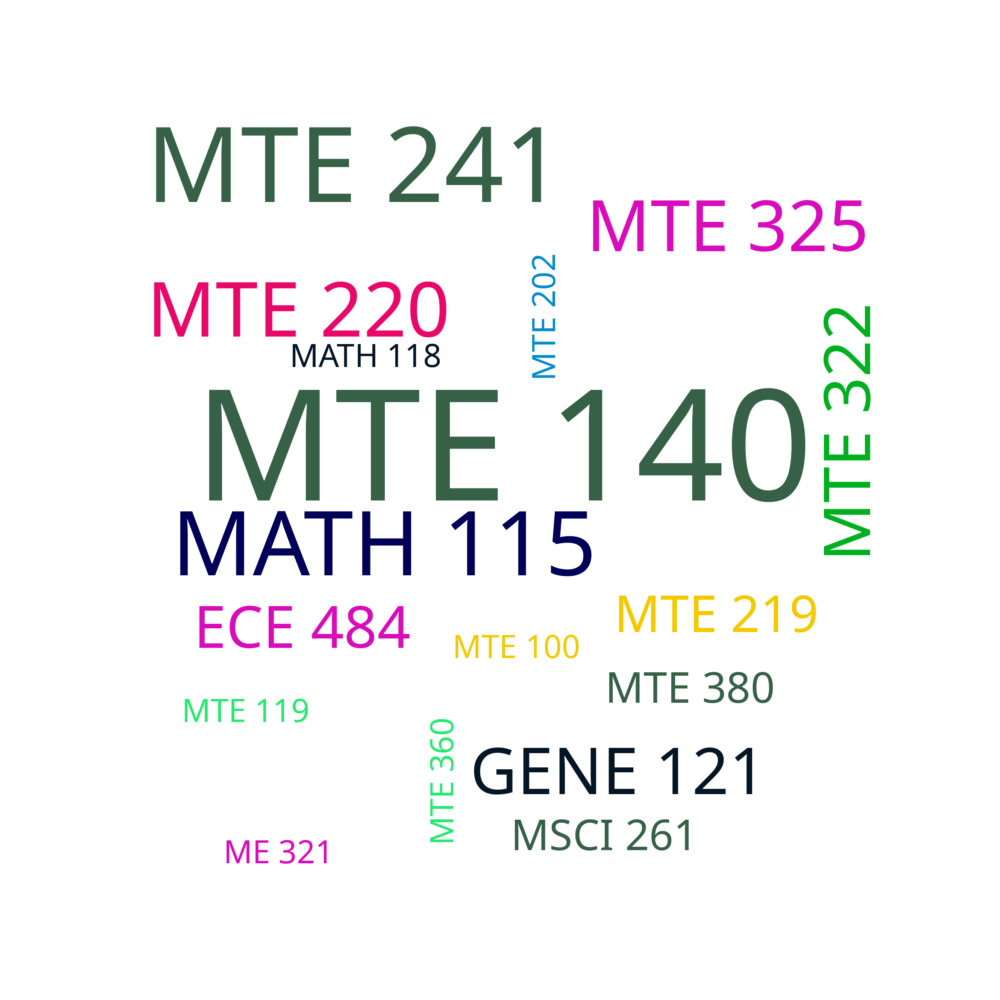 MTE 241
MTE 325
MTE 202
MTE 220
MTE 322
MATH 118
MTE 140
MATH 115
MTE 219
ECE 484
MTE 100
MTE 380
MTE 119
MTE 360
GENE 121
MSCI 261
ME 321